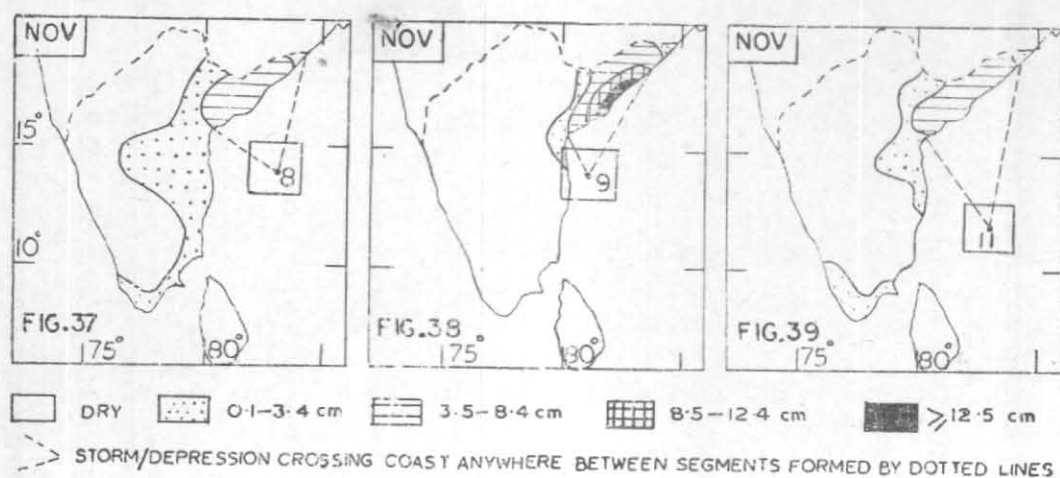 NOV NOV NOV
15°
8 9 11
10°
FIG.37 FIG.38 FIG.39
75° 80° 75° 80° 75° 80°
DRY 0.1-3.4 cm 3.5-8.4 cm 8.5-12.4 cm ≥12.5 cm
STORM/DEPRESSION CROSSING COAST ANYWHERE BETWEEN SEGMENTS FORMED BY DOTTED LINES